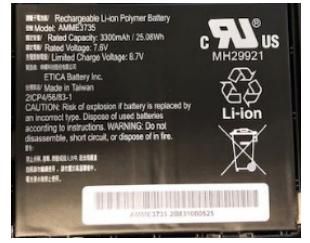 Rechargeable Li-ion Polymer Battery
Model: AMME3735
Rated Capacity: 3300mAh / 25.08Wh
Rated Voltage: 7.6V
Limited Charge Voltage: 8.7V
ETICA Battery Inc.
Made in Taiwan
2ICP4/56/83-1
CAUTION: Risk of explosion if battery is replaced by
an incorrect type. Dispose of used batteries
according to instructions. WARNING: Do not
disassemble, short circuit, or dispose of in fire.
C RU US
MH29921
Li-ion
AMME3735